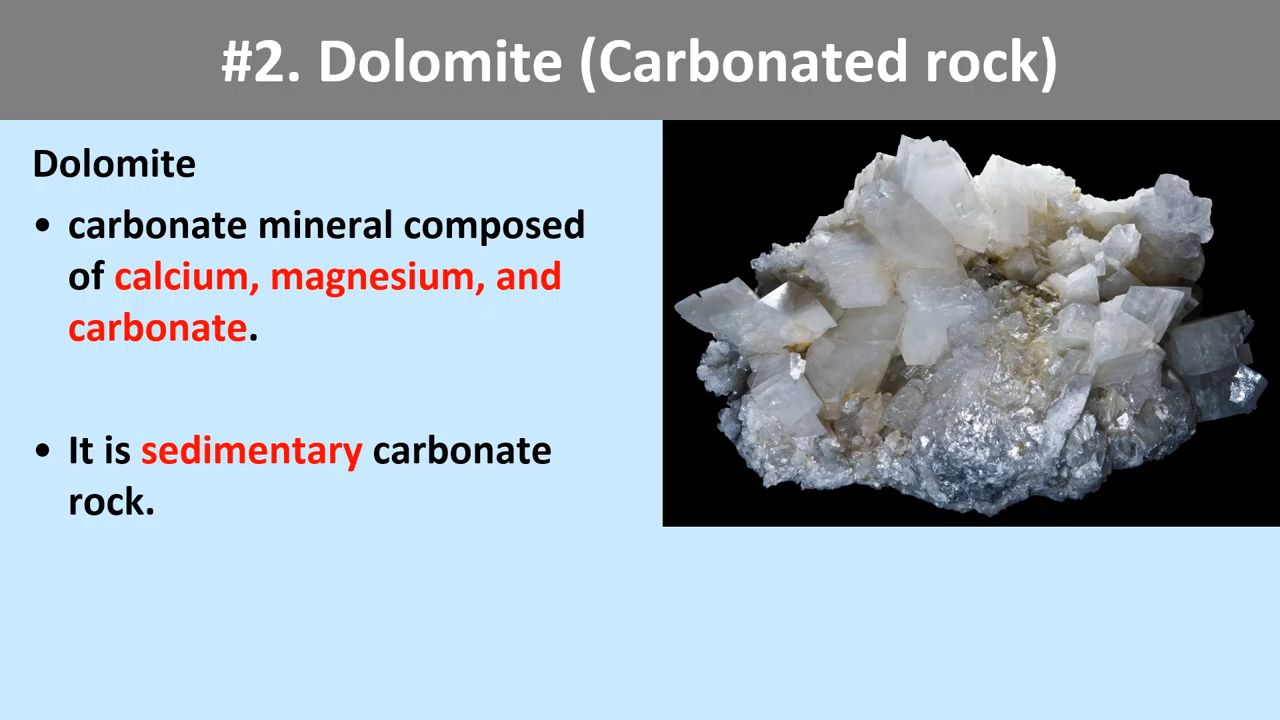 #2. Dolomite (Carbonated rock)
Dolomite
• carbonate mineral composed
of calcium, magnesium, and
carbonate.
• It is sedimentary carbonate
rock.